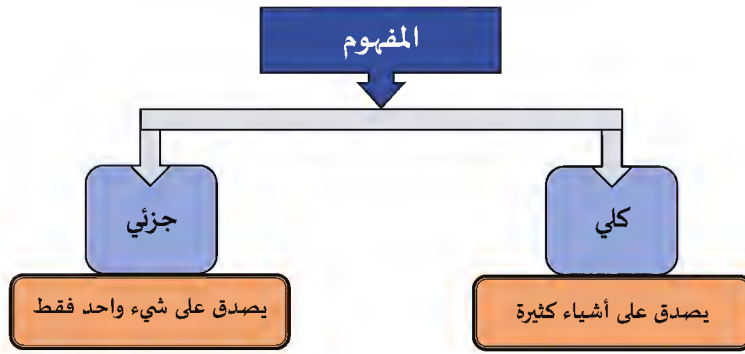 المفهوم
كلي
جزئي
يصدق على أشياء كثيرة
يصدق على شيء واحد فقط